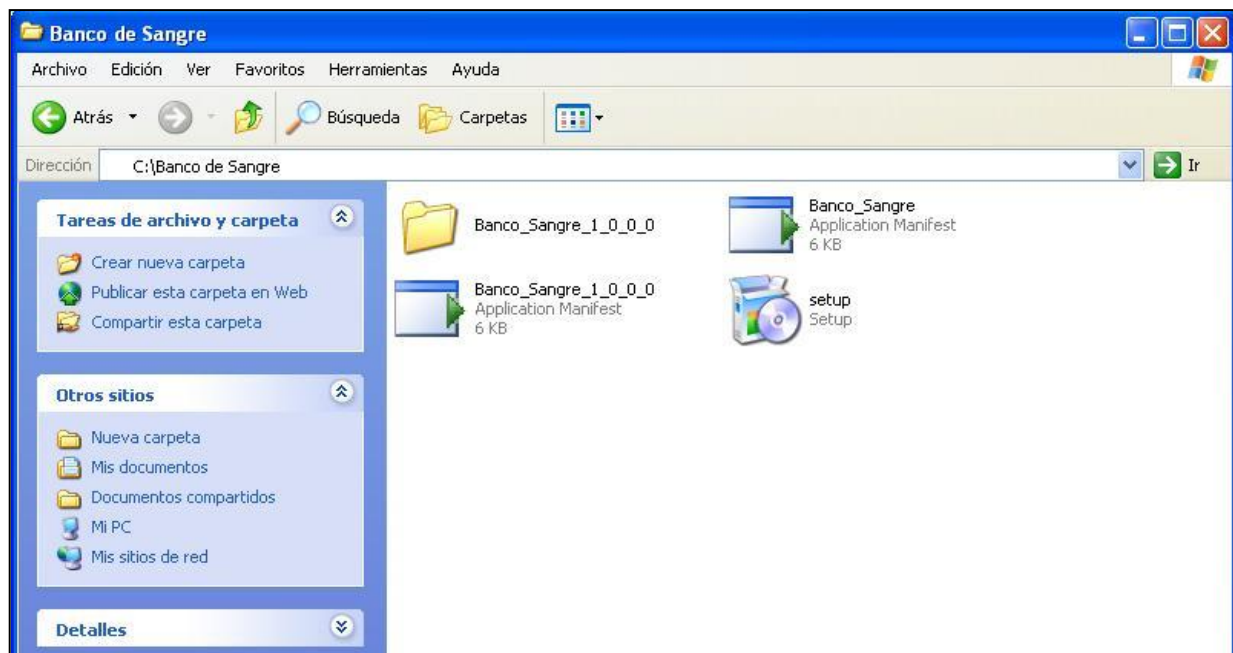 Banco de Sangre
Archivo Edición Ver Favoritos Herramientas Ayuda
Atrás Búsqueda Carpetas
Dirección C:\Banco de Sangre Ir
Tareas de archivo y carpeta
Crear nueva carpeta
Publicar esta carpeta en Web
Compartir esta carpeta
Otros sitios
Nueva carpeta
Mis documentos
Documentos compartidos
Mi PC
Mis sitios de red
Detalles
Banco_Sangre_1_0_0_0
Banco_Sangre
Application Manifest
6 KB
Banco_Sangre_1_0_0_0
Application Manifest
6 KB
setup
Setup